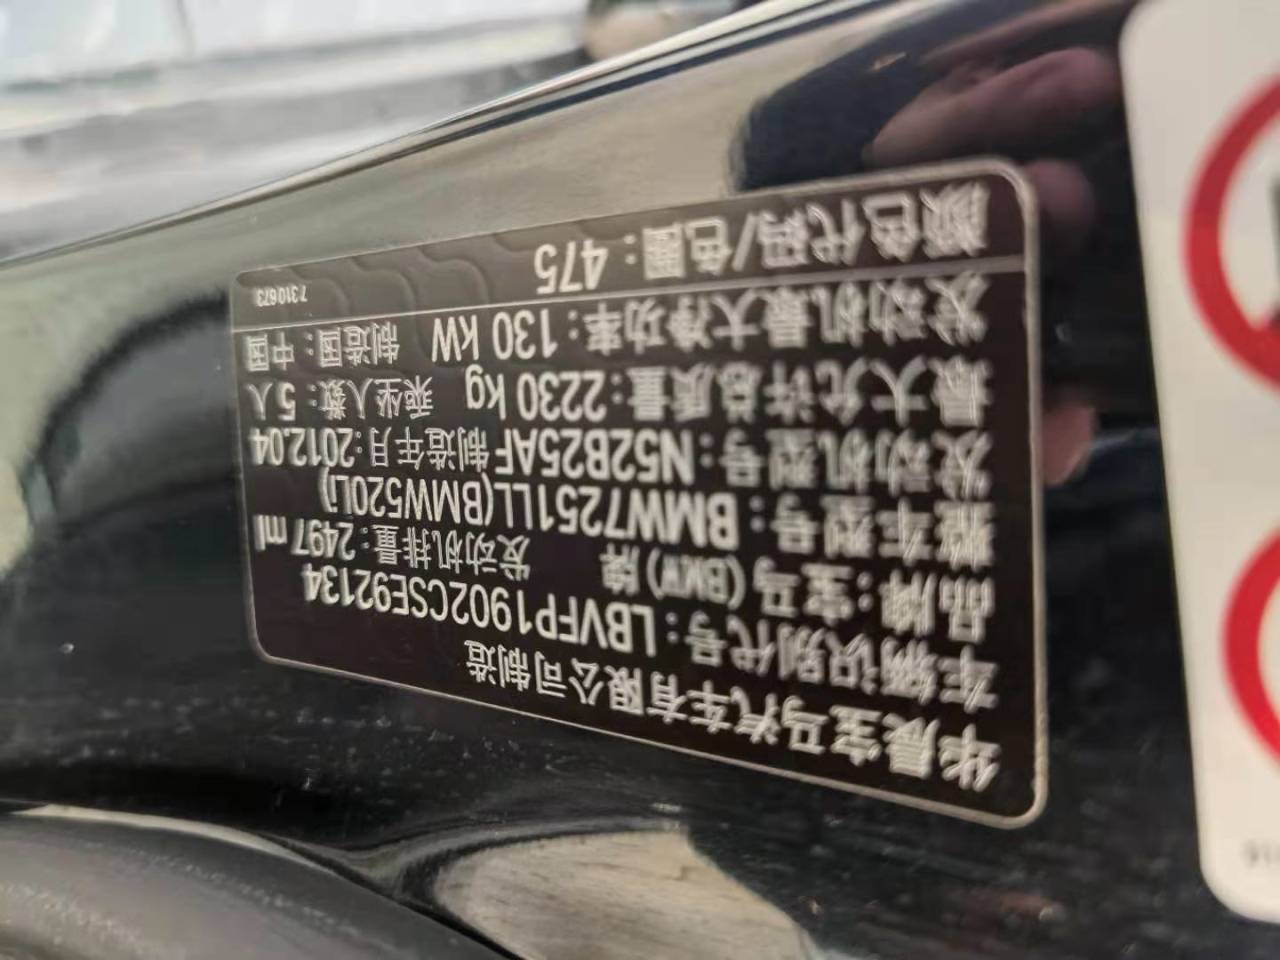 华晨宝马汽车有限公司制造
车辆识别代号：LBVFP1902CSE92134
品牌：宝马(BMW)牌 发动机排量：2497 ml
整车型号：BMW7251LL(BMW520Li)
发动机型号：N52B25AF 制造年月：2012.04
最大允许总质量：2230 kg 乘坐人数：5人
发动机最大净功率：130 kW 制造国：中国
颜色代码/色圈：475
7310673